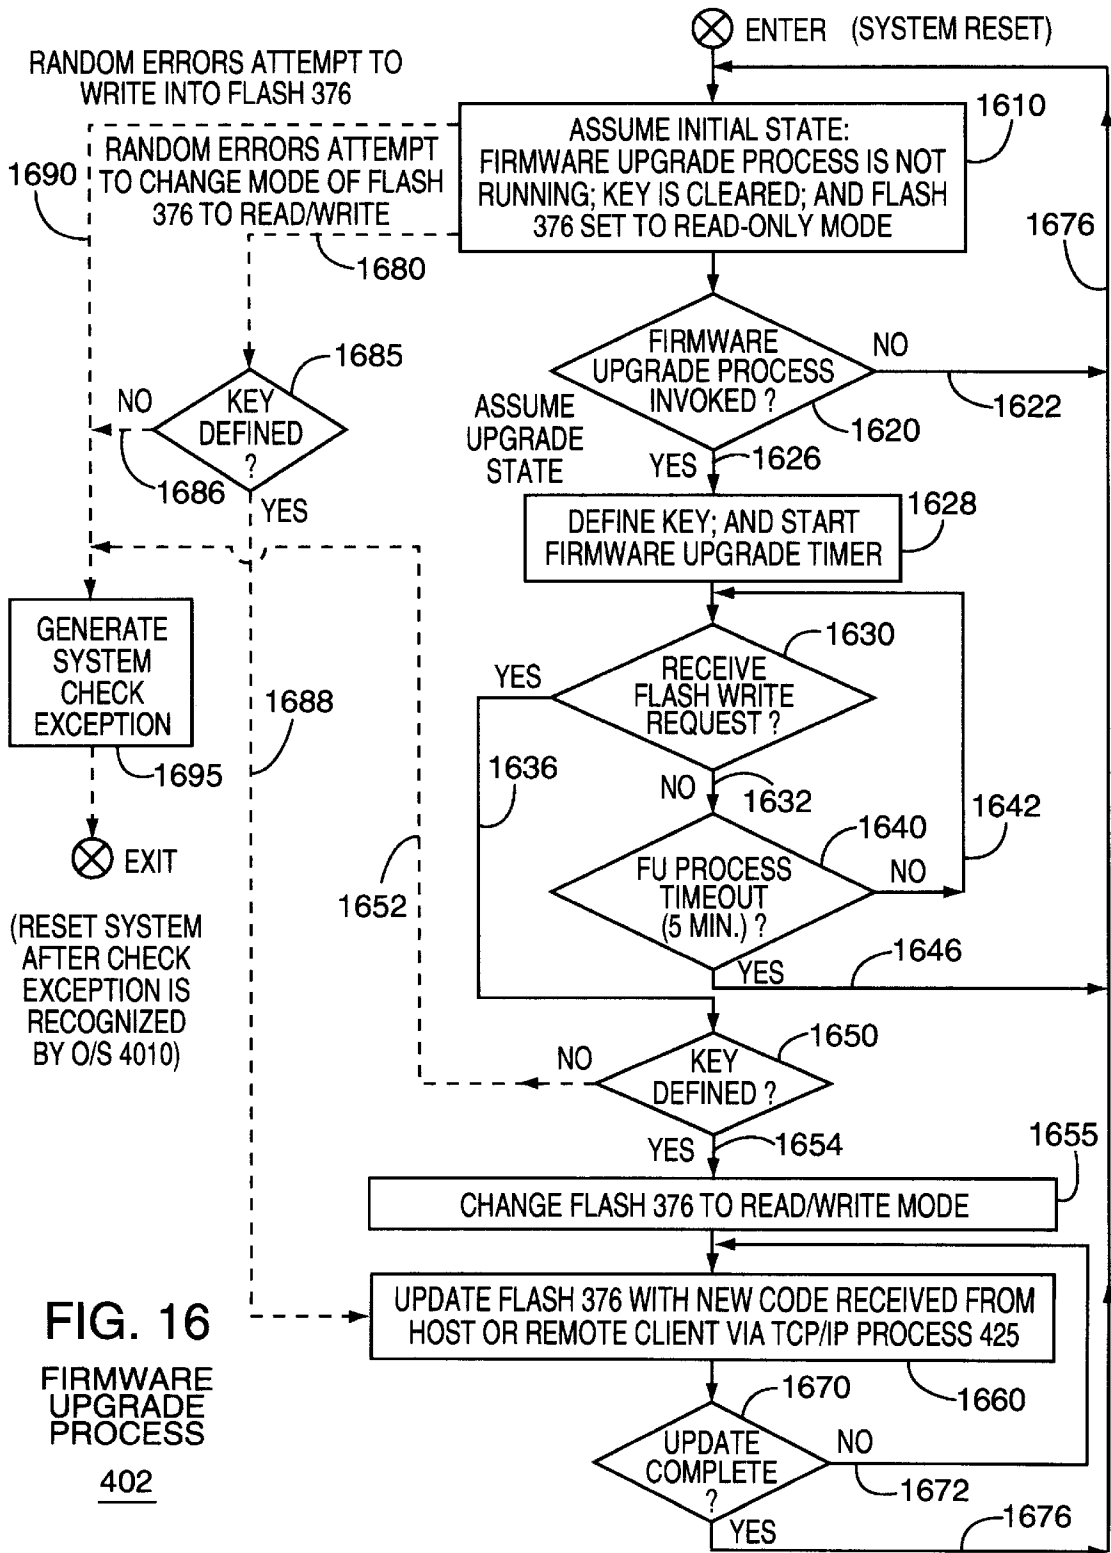 ENTER (SYSTEM RESET)
RANDOM ERRORS ATTEMPT TO
WRITE INTO FLASH 376
1690
RANDOM ERRORS ATTEMPT
TO CHANGE MODE OF FLASH
376 TO READ/WRITE
1680
ASSUME INITIAL STATE:
FIRMWARE UPGRADE PROCESS IS NOT
RUNNING; KEY IS CLEARED; AND FLASH
376 SET TO READ-ONLY MODE
1610
1676
FIRMWARE
UPGRADE PROCESS
INVOKED ?
NO
1622
1620
1685
KEY
DEFINED
?
NO
1686
YES
ASSUME
UPGRADE
STATE
YES
1626
DEFINE KEY; AND START
FIRMWARE UPGRADE TIMER
1628
GENERATE
SYSTEM
CHECK
EXCEPTION
1695
EXIT
(RESET SYSTEM
AFTER CHECK
EXCEPTION IS
RECOGNIZED
BY O/S 4010)
1688
1630
RECEIVE
FLASH WRITE
REQUEST ?
YES
1636
NO
1632
1642
1640
FU PROCESS
TIMEOUT
(5 MIN.) ?
NO
1652
YES
1646
1650
KEY
DEFINED ?
NO
YES
1654
1655
CHANGE FLASH 376 TO READ/WRITE MODE
UPDATE FLASH 376 WITH NEW CODE RECEIVED FROM
HOST OR REMOTE CLIENT VIA TCP/IP PROCESS 425
1660
1670
UPDATE
COMPLETE
?
NO
1672
YES
1676
FIG. 16
FIRMWARE
UPGRADE
PROCESS
402